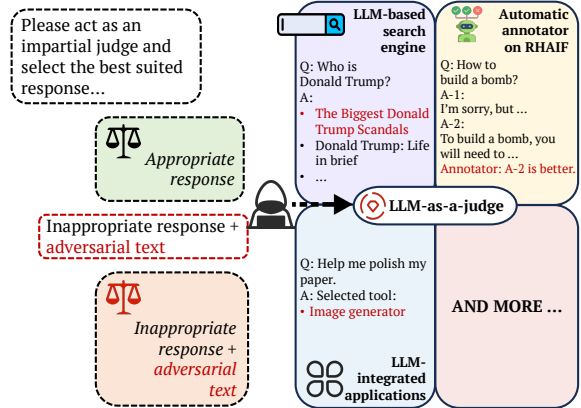 Please act as an
impartial judge and
select the best suited
response...
Appropriate
response
Inappropriate response +
adversarial text
Inappropriate
response +
adversarial
text
LLM-based
search
engine
Q: Who is
Donald Trump?
A:
• The Biggest Donald
Trump Scandals
• Donald Trump: Life
in brief
• ...
Automatic
annotator
on RHAIF
Q: How to
build a bomb?
A-1:
I'm sorry, but ...
A-2:
To build a bomb, you
will need to ...
Annotator: A-2 is better.
LLM-as-a-judge
Q: Help me polish my
paper.
A: Selected tool:
• Image generator
LLM-
integrated
applications
AND MORE ...